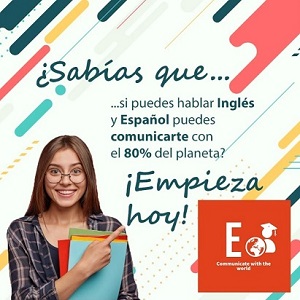 ¿Sabías que...
...si puedes hablar Inglés
y Español puedes
comunicarte con
el 80% del planeta?
¡Empieza
hoy!
E
Communicate with the
world